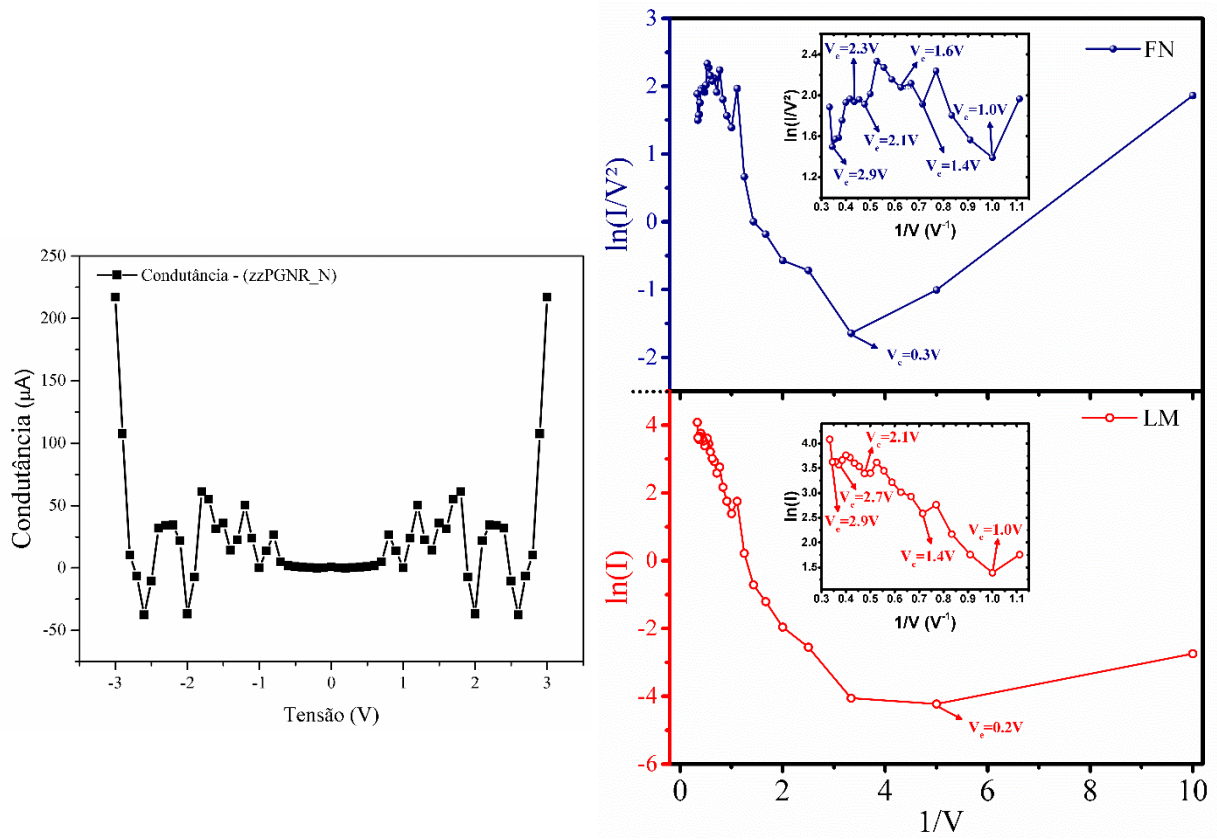 Condutância - (zzPGNR_N)
250
200
150
100
50
0
-50
Condutância (µA)
-3
-2
-1
0
1
2
3
Tensão (V)
FN
3
2
1
0
-1
-2
ln(I/V²)
Ve=0.3V
2.4
2.0
1.6
1.2
ln(I/V²)
Ve=2.3V
Ve=1.6V
Ve=1.0V
Ve=2.1V
Ve=1.4V
Ve=2.9V
0.3 0.4 0.5 0.6 0.7 0.8 0.9 1.0 1.1
1/V (V⁻¹)
LM
4
2
0
-2
-4
-6
ln(I)
Ve=0.2V
4.0
3.5
3.0
2.5
2.0
1.5
ln(I)
Ve=2.1V
Ve=2.7V
Ve=2.9V
Ve=1.0V
Ve=1.4V
0.3 0.4 0.5 0.6 0.7 0.8 0.9 1.0 1.1
1/V (V⁻¹)
0
2
4
6
8
10
1/V